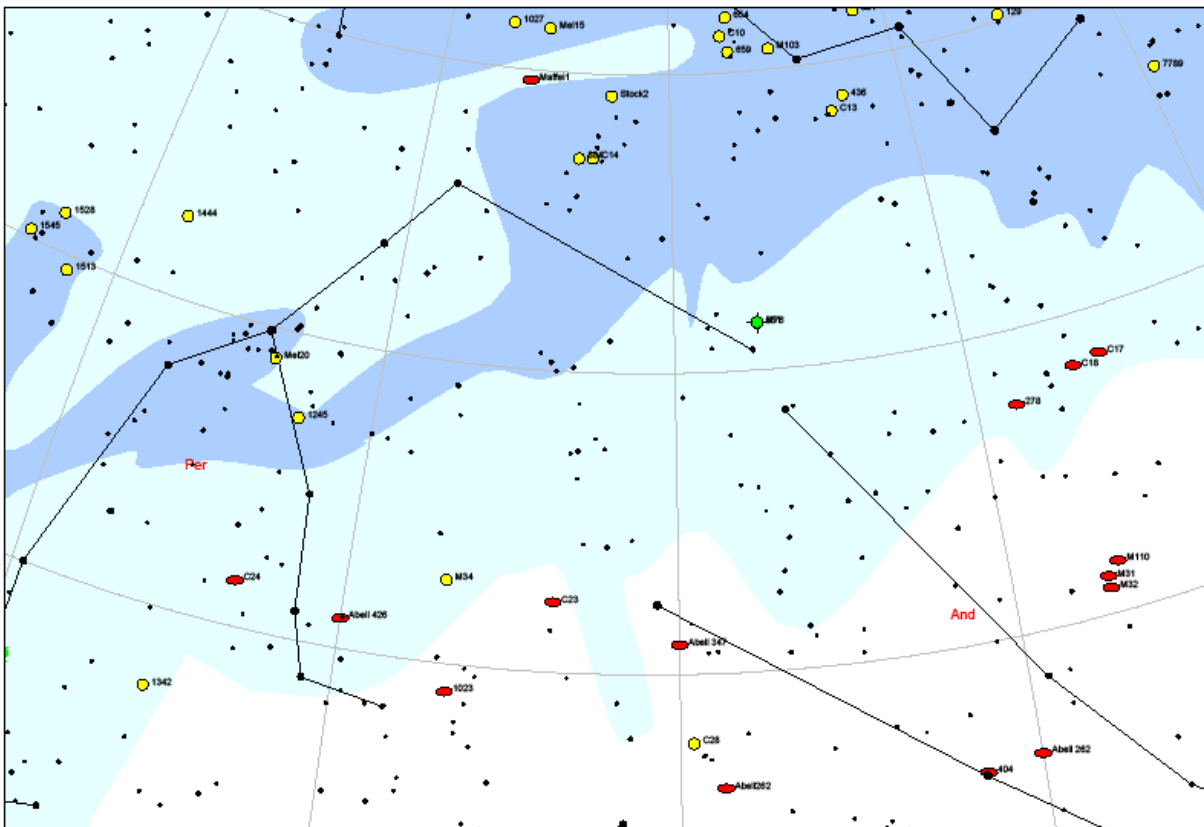 1027
Mel15
654
C10
659
M103
129
7789
Maffei1
Stock2
436
C13
C14
1528
1545
1444
1513
Mel20
1245
C17
C18
278
Per
M34
C24
C23
Abell 426
M110
M31
M32
And
Abell 347
1342
1023
C28
Abell 262
404
Abell262